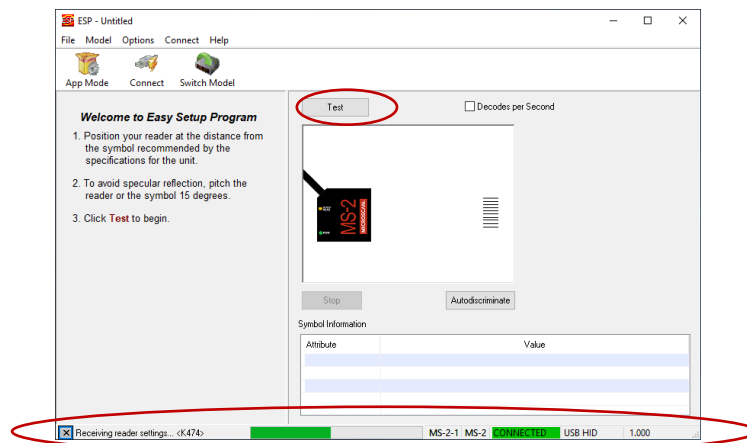 ESP - Untitled
File Model Options Connect Help
App Mode Connect Switch Model
Welcome to Easy Setup Program
1. Position your reader at the distance from
the symbol recommended by the
specifications for the unit.
2. To avoid specular reflection, pitch the
reader or the symbol 15 degrees.
3. Click Test to begin.
Test Decodes per Second
MS-2
MICROSCAN
Stop Autodiscriminate
Symbol Information
Attribute Value
Receiving reader settings... <K474> MS-2-1 MS-2 CONNECTED USB HID 1.000